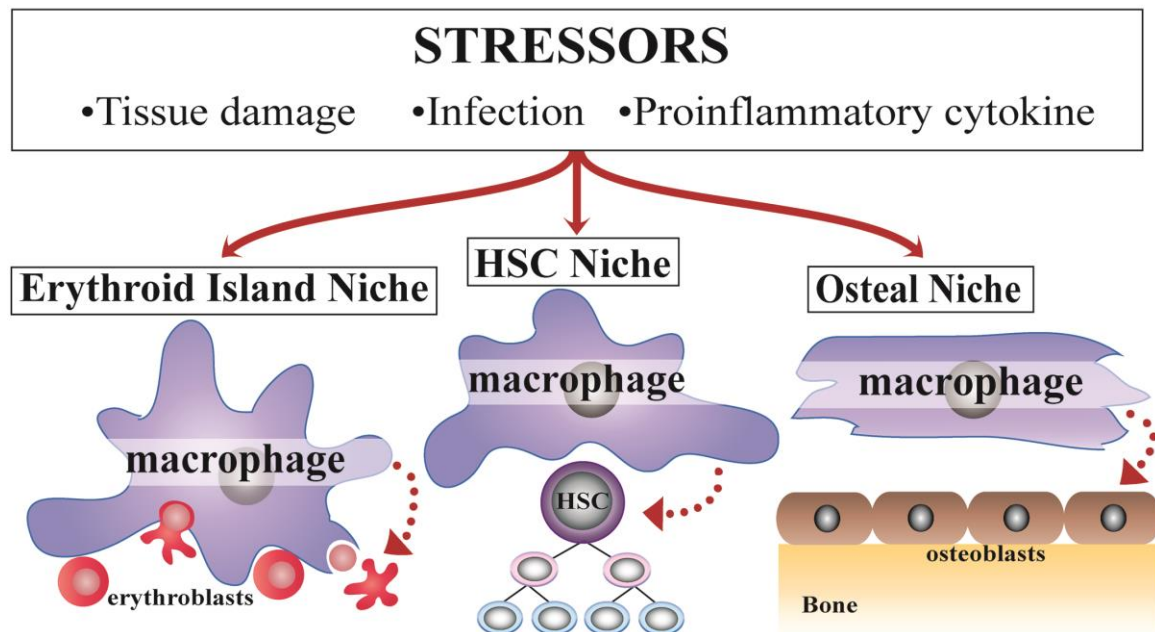 STRESSORS
•Tissue damage •Infection •Proinflammatory cytokine
Erythroid Island Niche
HSC Niche
Osteal Niche
macrophage
macrophage
macrophage
HSC
erythroblasts
osteoblasts
Bone